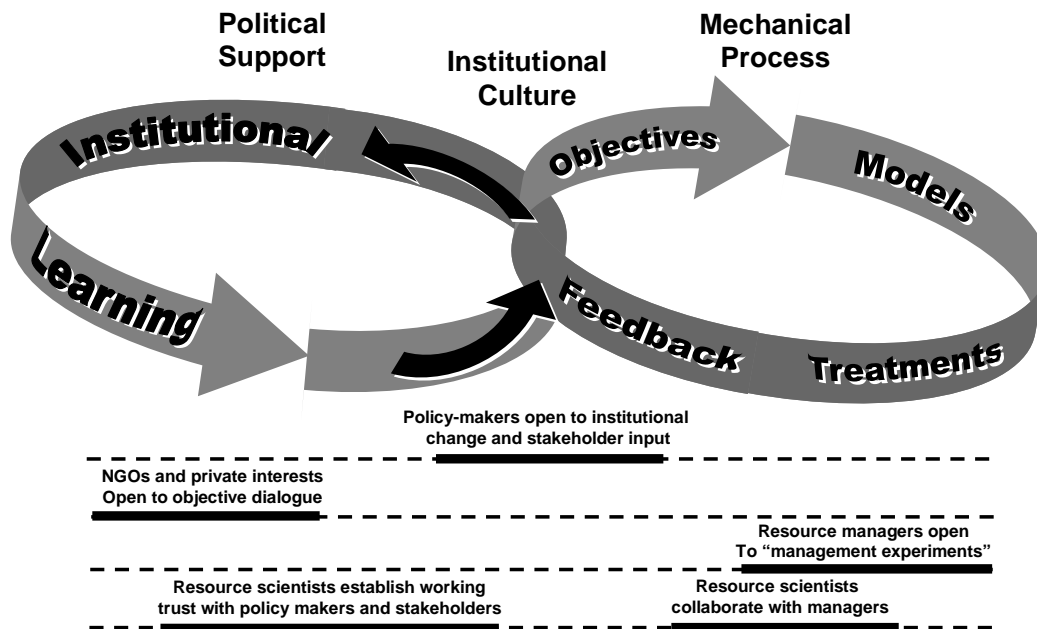 Political
Support
Institutional
Culture
Mechanical
Process
Institutional
Learning
Objectives
Models
Feedback
Treatments
Policy-makers open to institutional
change and stakeholder input
NGOs and private interests
Open to objective dialogue
Resource managers open
To “management experiments”
Resource scientists establish working
trust with policy makers and stakeholders
Resource scientists
collaborate with managers